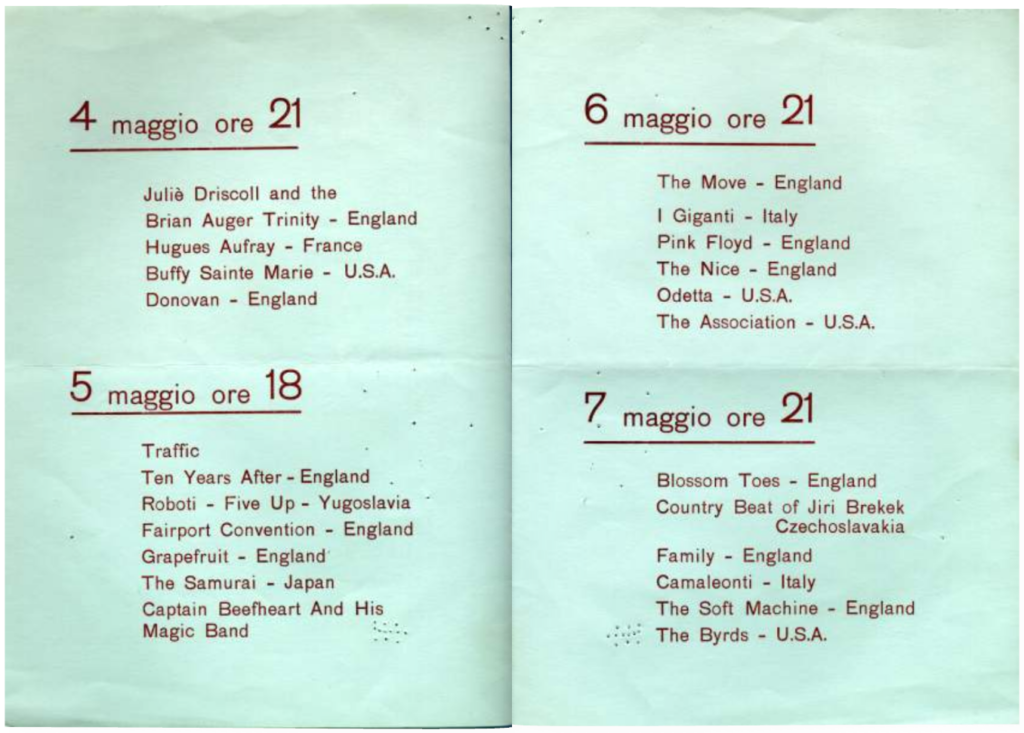 4 maggio ore 21
Juliè Driscoll and the
Brian Auger Trinity - England
Hugues Aufray - France
Buffy Sainte Marie - U.S.A.
Donovan - England
5 maggio ore 18
Traffic
Ten Years After - England
Roboti - Five Up - Yugoslavia
Fairport Convention - England
Grapefruit - England
The Samurai - Japan
Captain Beefheart And His
Magic Band
6 maggio ore 21
The Move - England
I Giganti - Italy
Pink Floyd - England
The Nice - England
Odetta - U.S.A.
The Association - U.S.A.
7 maggio ore 21
Blossom Toes - England
Country Beat of Jiri Brekek
Czechoslavakia
Family - England
Camaleonti - Italy
The Soft Machine - England
The Byrds - U.S.A.